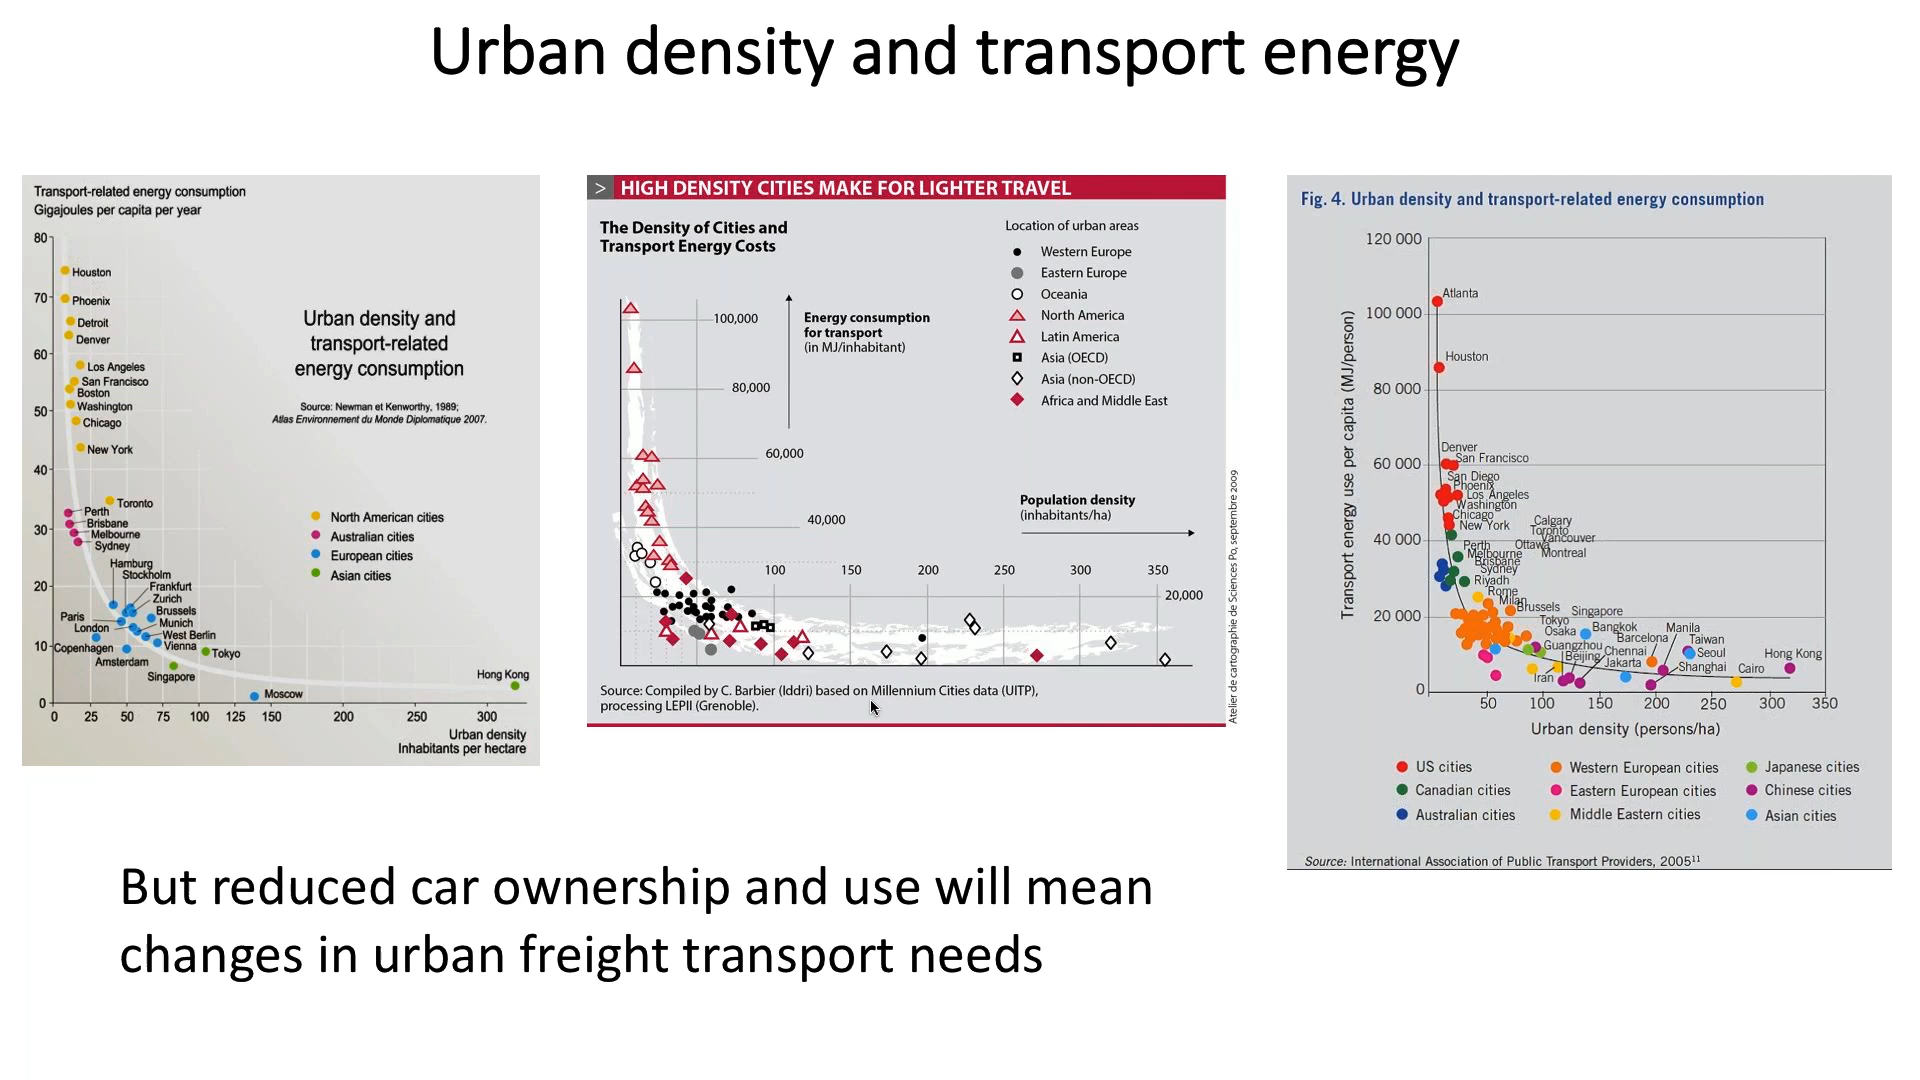 Urban density and transport energy
Transport-related energy consumption
Gigajoules per capita per year
80
70
60
50
40
30
20
10
0
Houston
Phoenix
Detroit
Denver
Los Angeles
San Francisco
Boston
Washington
Chicago
New York
Toronto
Perth
Brisbane
Melbourne
Sydney
Hamburg
Stockholm
Frankfurt
Zurich
Brussels
Paris
Munich
London
West Berlin
Copenhagen
Vienna
Amsterdam
Tokyo
Singapore
Hong Kong
Moscow
Urban density and
transport-related
energy consumption
Source: Newman et Kenworthy, 1989;
Atlas Environnement du Monde Diplomatique 2007.
North American cities
Australian cities
European cities
Asian cities
0 25 50 75 100 125 150 200 250 300
Urban density
Inhabitants per hectare
> HIGH DENSITY CITIES MAKE FOR LIGHTER TRAVEL
The Density of Cities and
Transport Energy Costs
Location of urban areas
Western Europe
Eastern Europe
Oceania
North America
Latin America
Asia (OECD)
Asia (non-OECD)
Africa and Middle East
Energy consumption
for transport
(in MJ/inhabitant)
100,000
80,000
60,000
40,000
20,000
Population density
(inhabitants/ha)
100 150 200 250 300 350
Source: Compiled by C. Barbier (Iddri) based on Millennium Cities data (UITP),
processing LEPII (Grenoble).
Atelier de cartographie de Sciences Po, septembre 2009
Fig. 4. Urban density and transport-related energy consumption
Transport energy use per capita (MJ/person)
120 000
100 000
80 000
60 000
40 000
20 000
0
Atlanta
Houston
Denver
San Francisco
San Diego
Phoenix
Los Angeles
Washington
Chicago
New York
Calgary
Toronto
Vancouver
Ottawa
Montreal
Perth
Melbourne
Brisbane
Sydney
Riyadh
Rome
Milan
Brussels
Singapore
Tokyo
Osaka
Bangkok
Manila
Barcelona
Taiwan
Guangzhou
Chennai
Seoul
Beijing
Jakarta
Shanghai
Cairo
Hong Kong
Iran
50 100 150 200 250 300 350
Urban density (persons/ha)
US cities
Western European cities
Japanese cities
Canadian cities
Eastern European cities
Chinese cities
Australian cities
Middle Eastern cities
Asian cities
Source: International Association of Public Transport Providers, 2005¹¹
But reduced car ownership and use will mean
changes in urban freight transport needs